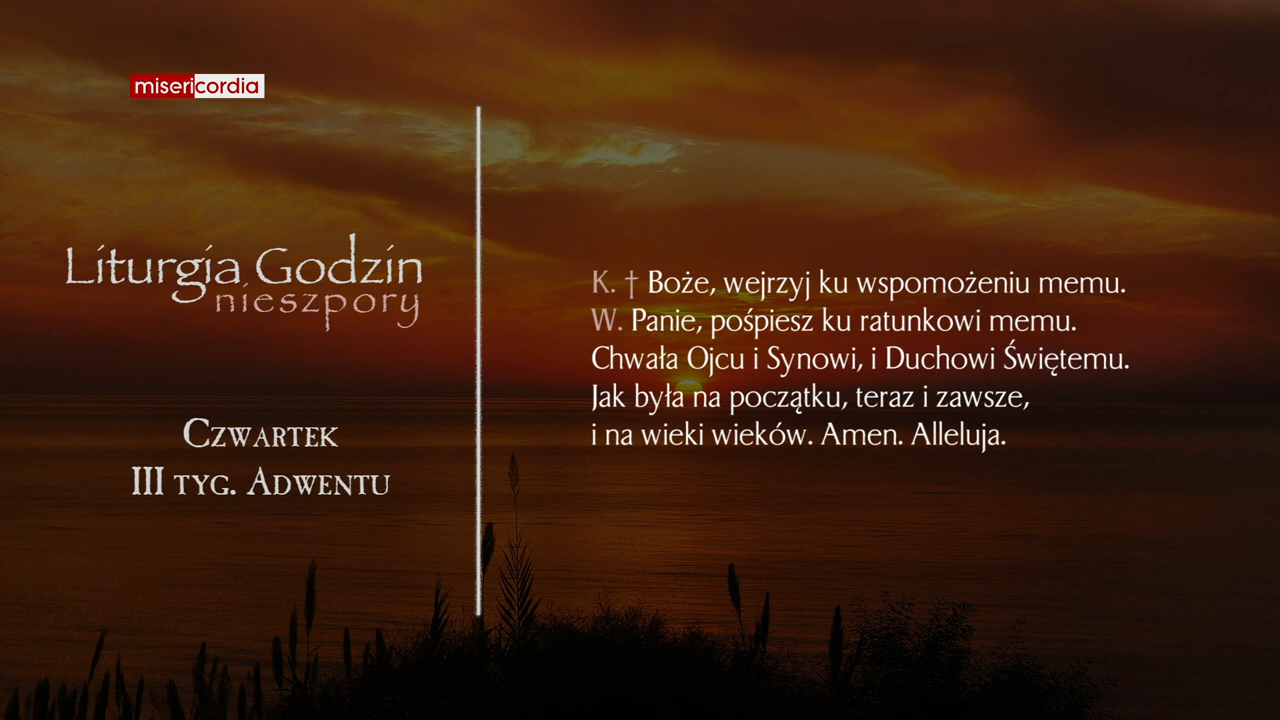 misericordia
Liturgia Godzin
nieszpory
Czwartek
III tyg. Adwentu
K. † Boże, wejrzyj ku wspomożeniu memu.
W. Panie, pośpiesz ku ratunkowi memu.
Chwała Ojcu i Synowi, i Duchowi Świętemu.
Jak była na początku, teraz i zawsze,
i na wieki wieków. Amen. Alleluja.